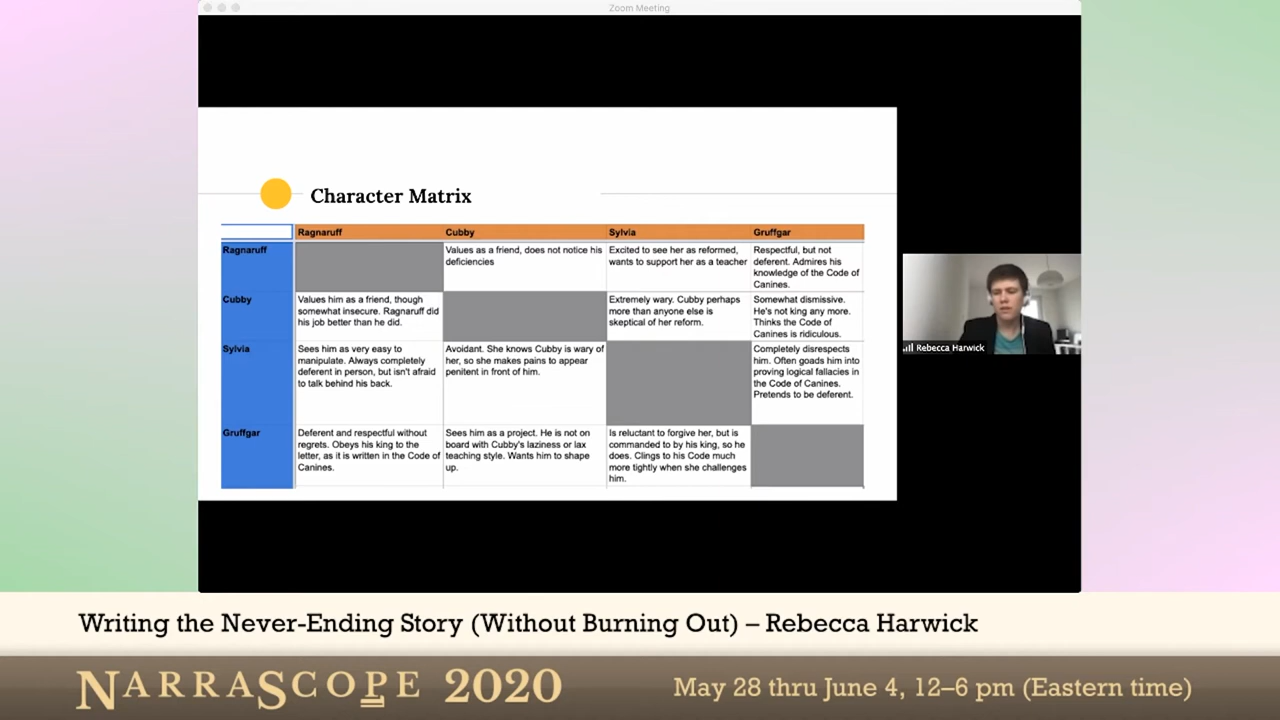 Zoom Meeting
Character Matrix
Ragnaruff Cubby Sylvia Gruffgar
Ragnaruff
Values as a friend, does not notice his
deficiencies
Excited to see her as reformed,
wants to support her as a teacher
Respectful, but not
deferent. Admires his
knowledge of the Code of
Canines.
Cubby
Values him as a friend, though
somewhat insecure. Ragnaruff did
his job better than he did.
Extremely wary. Cubby perhaps
more than anyone else is
skeptical of her reform.
Somewhat dismissive.
He's not king any more.
Thinks the Code of
Canines is ridiculous.
Sylvia
Sees him as very easy to
manipulate. Always completely
deferent in person, but isn't afraid
to talk behind his back.
Avoidant. She knows Cubby is wary of
her, so she makes pains to appear
penitent in front of him.
Completely disrespects
him. Often goads him into
proving logical fallacies in
the Code of Canines.
Pretends to be deferent.
Gruffgar
Deferent and respectful without
regrets. Obeys his king to the
letter, as it is written in the Code of
Canines.
Sees him as a project. He is not on
board with Cubby's laziness or lax
teaching style. Wants him to shape
up.
Is reluctant to forgive her, but is
commanded to by his king, so he
does. Clings to his Code much
more tightly when she challenges
him.
Rebecca Harwick
Writing the Never-Ending Story (Without Burning Out) – Rebecca Harwick
NARRASCOPE 2020
May 28 thru June 4, 12–6 pm (Eastern time)